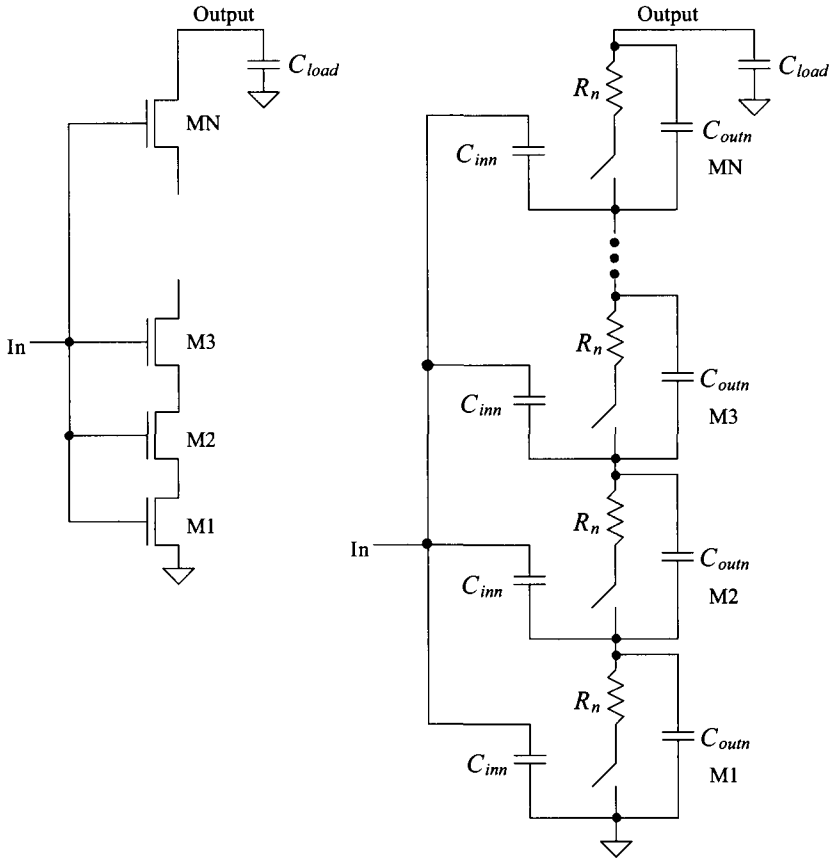 Output
C_load
MN
In
M3
M2
M1
Output
R_n
C_load
C_inn
C_outn
MN
R_n
C_inn
C_outn
M3
R_n
In
C_inn
C_outn
M2
R_n
C_inn
C_outn
M1